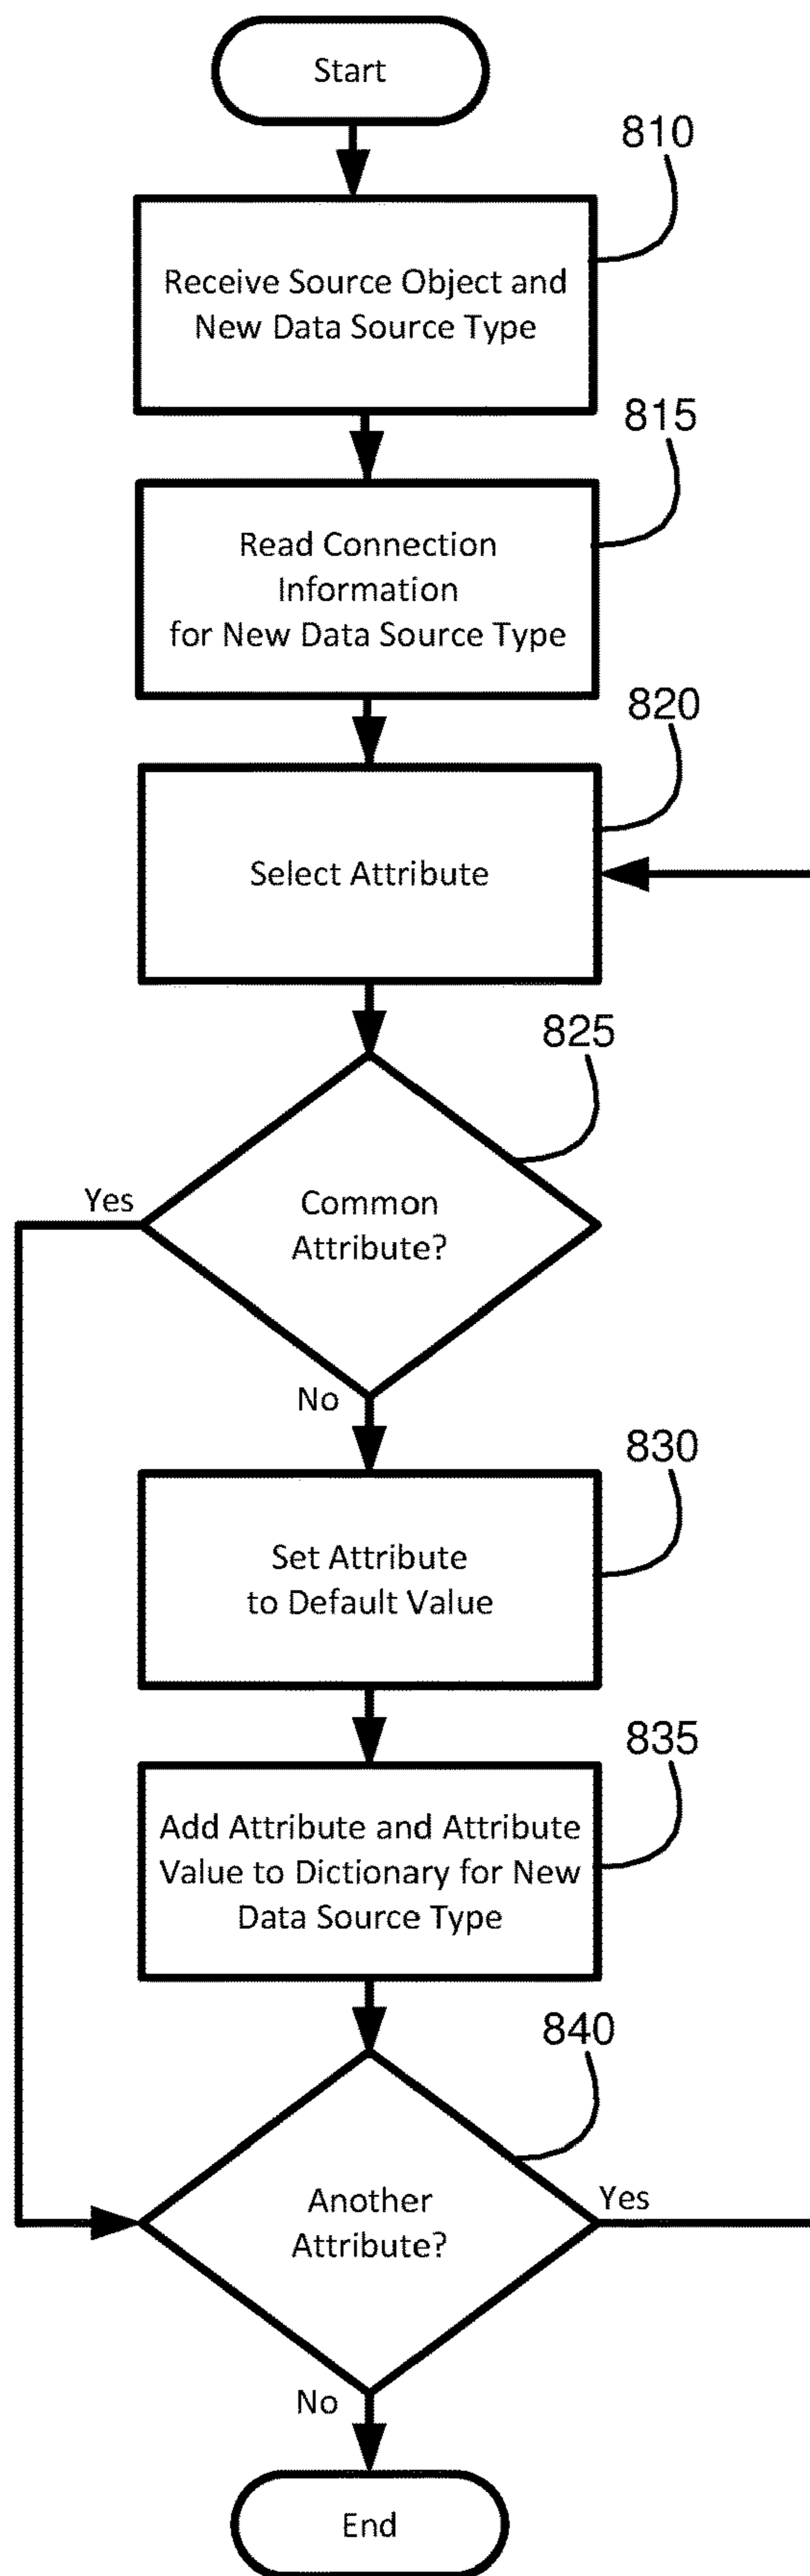 Start
810
Receive Source Object and
New Data Source Type
815
Read Connection
Information
for New Data Source Type
820
Select Attribute
825
Yes
Common
Attribute?
No
830
Set Attribute
to Default Value
835
Add Attribute and Attribute
Value to Dictionary for New
Data Source Type
840
Another
Attribute?
Yes
No
End